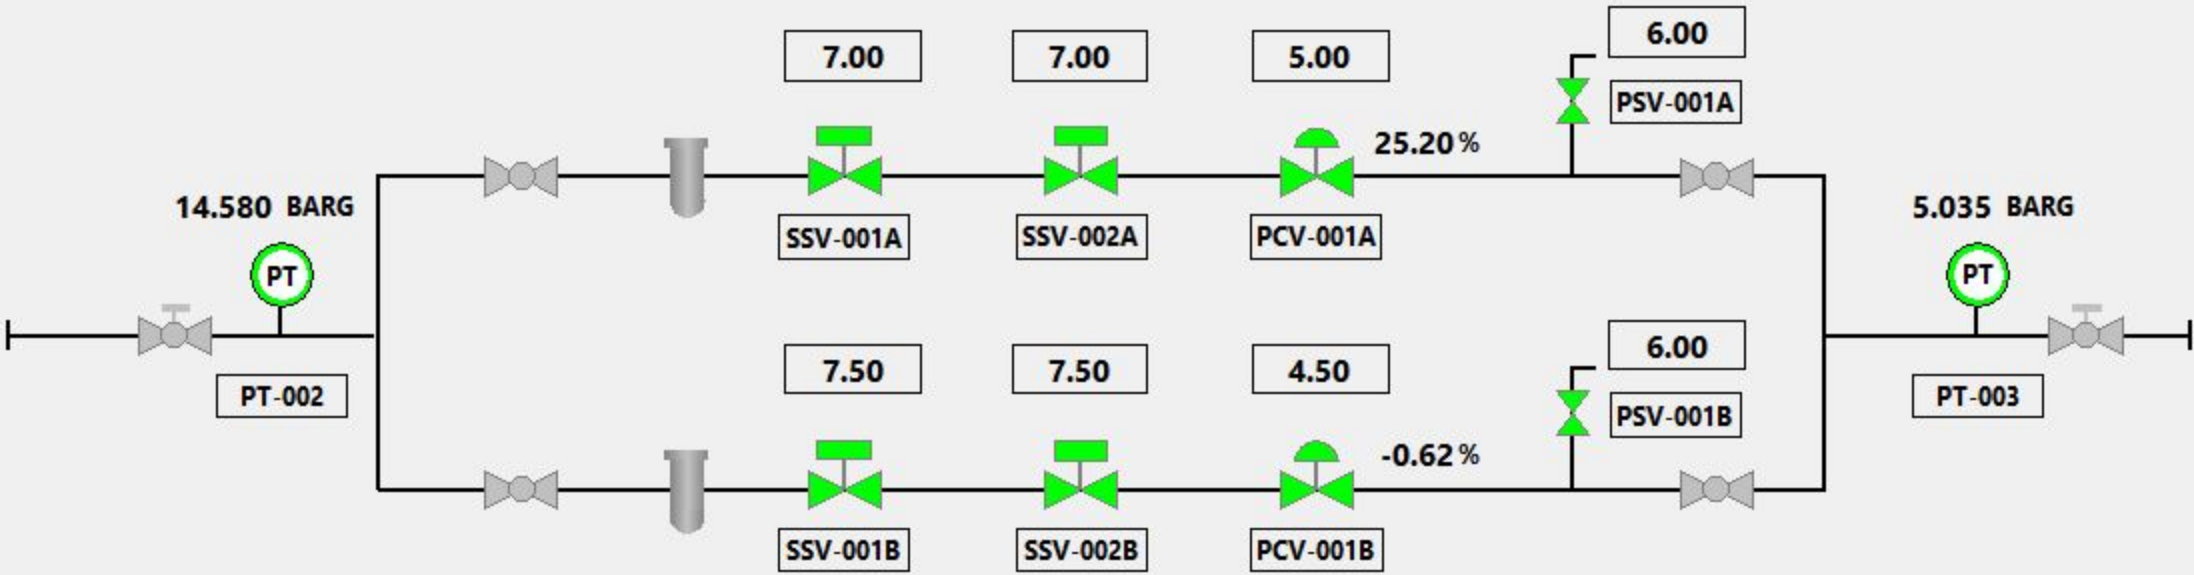 7.00 7.00 5.00 6.00
PSV-001A
25.20 %
14.580 BARG
5.035 BARG
SSV-001A SSV-002A PCV-001A
PT
PT
7.50 7.50 4.50 6.00
PT-002
PT-003
PSV-001B
-0.62 %
SSV-001B SSV-002B PCV-001B